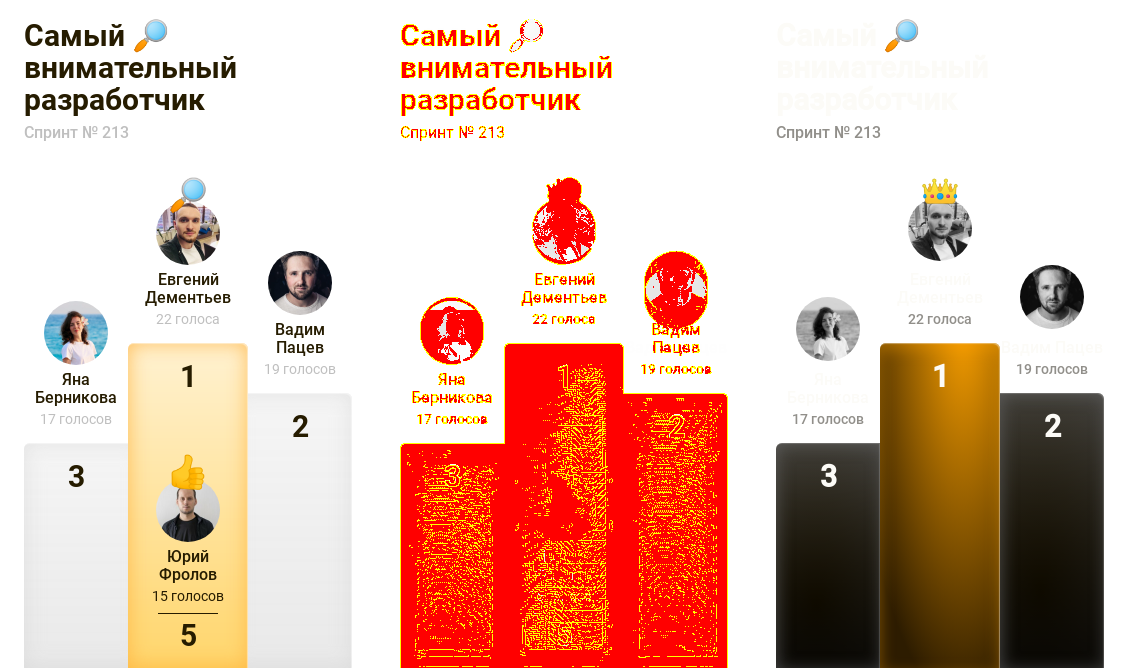 Самый 🔎
внимательный
разработчик
Спринт № 213
Евгений
Дементьев
22 голоса
Вадим
Пацев
19 голосов
Яна
Берникова
17 голосов
1
2
3
Юрий
Фролов
15 голосов
5
Самый
внимательный
разработчик
Спринт № 213
Евгений
Дементьев
22 голоса
Вадим
Пацев
19 голосов
Яна
Берникова
17 голосов
1
2
3
5
Самый 🔎
внимательный
разработчик
Спринт № 213
Евгений
Дементьев
22 голоса
Вадим Пацев
19 голосов
Яна
Берникова
17 голосов
1
2
3